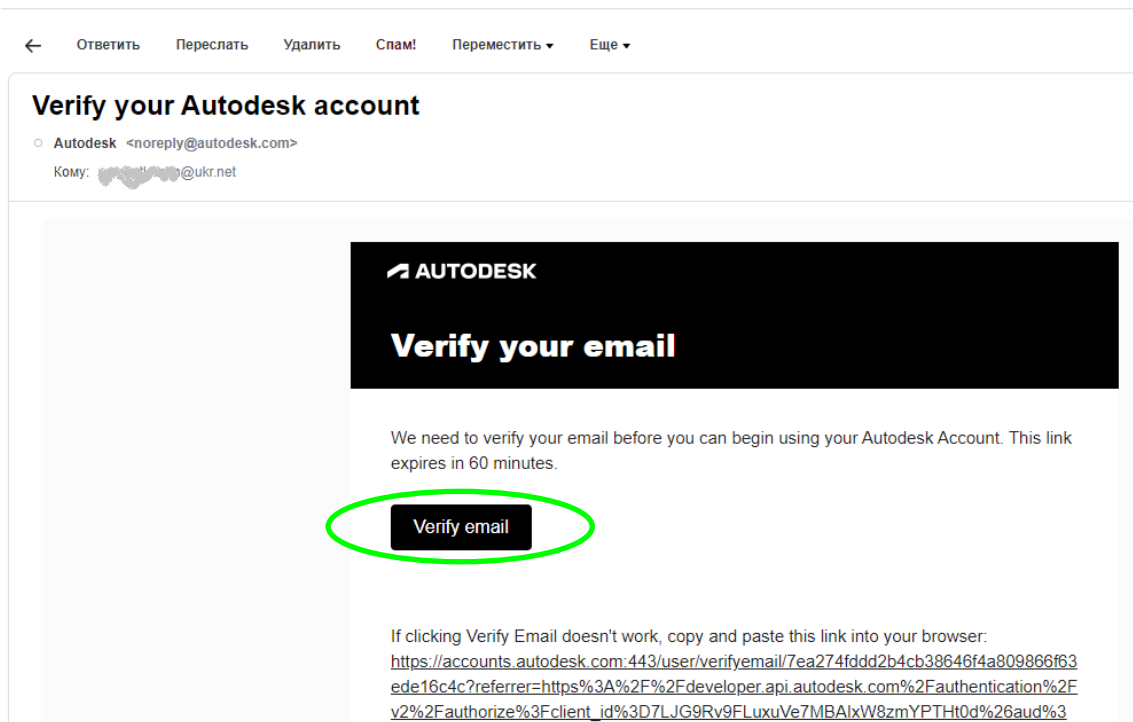 ← Ответить Переслать Удалить Спам! Переместить Еще
Verify your Autodesk account
Autodesk <noreply@autodesk.com>
Кому: @ukr.net
AUTODESK
Verify your email
We need to verify your email before you can begin using your Autodesk Account. This link
expires in 60 minutes.
Verify email
If clicking Verify Email doesn't work, copy and paste this link into your browser:
https://accounts.autodesk.com:443/user/verifyemail/7ea274fddd2b4cb38646f4a809866f63
ede16c4c?referrer=https%3A%2F%2Fdeveloper.api.autodesk.com%2Fauthentication%2F
v2%2Fauthorize%3Fclient_id%3D7LJG9Rv9FLuxuVe7MBAIxW8zmYPTHt0d%26aud%3